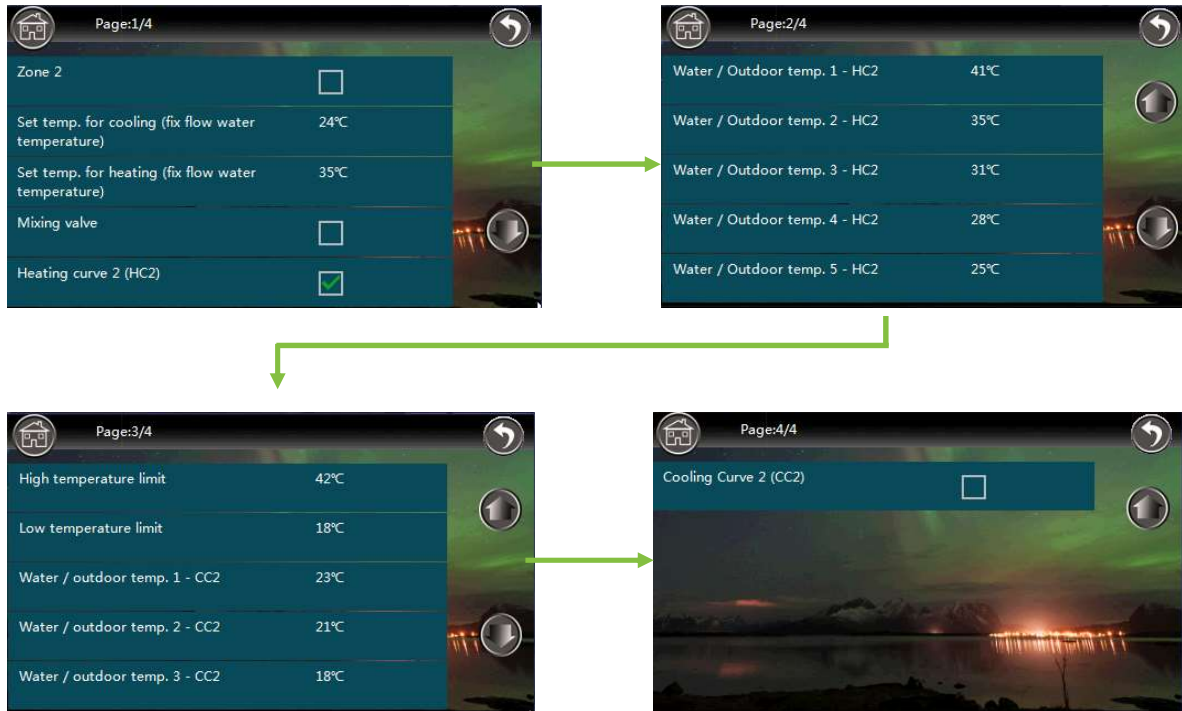 Page:1/4
Zone 2
Set temp. for cooling (fix flow water
temperature)
24℃
Set temp. for heating (fix flow water
temperature)
35℃
Mixing valve
Heating curve 2 (HC2)
Page:2/4
Water / Outdoor temp. 1 - HC2 41℃
Water / Outdoor temp. 2 - HC2 35℃
Water / Outdoor temp. 3 - HC2 31℃
Water / Outdoor temp. 4 - HC2 28℃
Water / Outdoor temp. 5 - HC2 25℃
Page:3/4
High temperature limit 42℃
Low temperature limit 18℃
Water / outdoor temp. 1 - CC2 23℃
Water / outdoor temp. 2 - CC2 21℃
Water / outdoor temp. 3 - CC2 18℃
Page:4/4
Cooling Curve 2 (CC2)